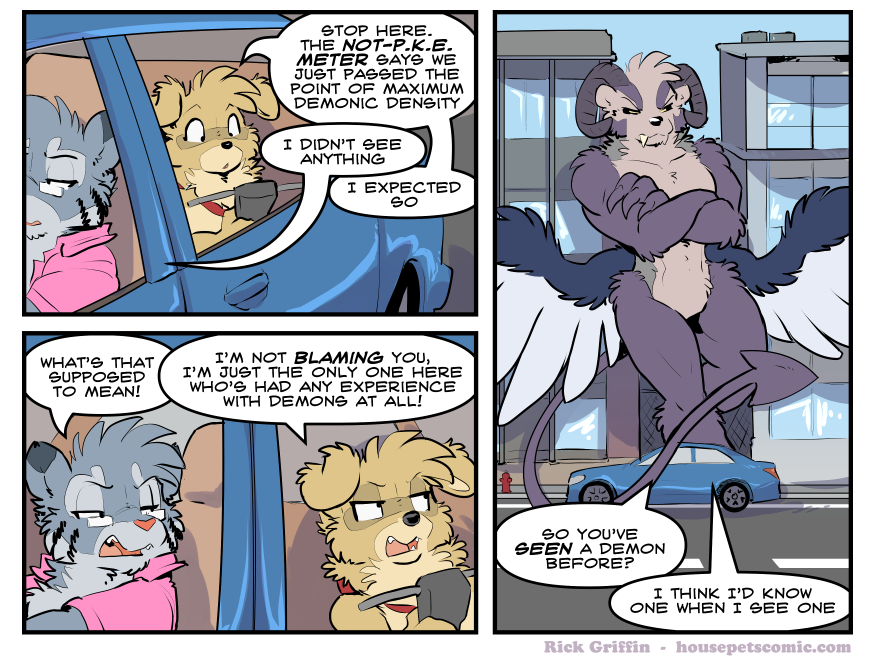 STOP HERE.
THE NOT-P.K.E.
METER SAYS WE
JUST PASSED THE
POINT OF MAXIMUM
DEMONIC DENSITY
I DIDN'T SEE
ANYTHING
I EXPECTED
SO
WHAT'S THAT
SUPPOSED
TO MEAN!
I'M NOT BLAMING YOU,
I'M JUST THE ONLY ONE HERE
WHO'S HAD ANY EXPERIENCE
WITH DEMONS AT ALL!
SO YOU'VE
SEEN A DEMON
BEFORE?
I THINK I'D KNOW
ONE WHEN I SEE ONE
Rick Griffin - housepetscomic.com